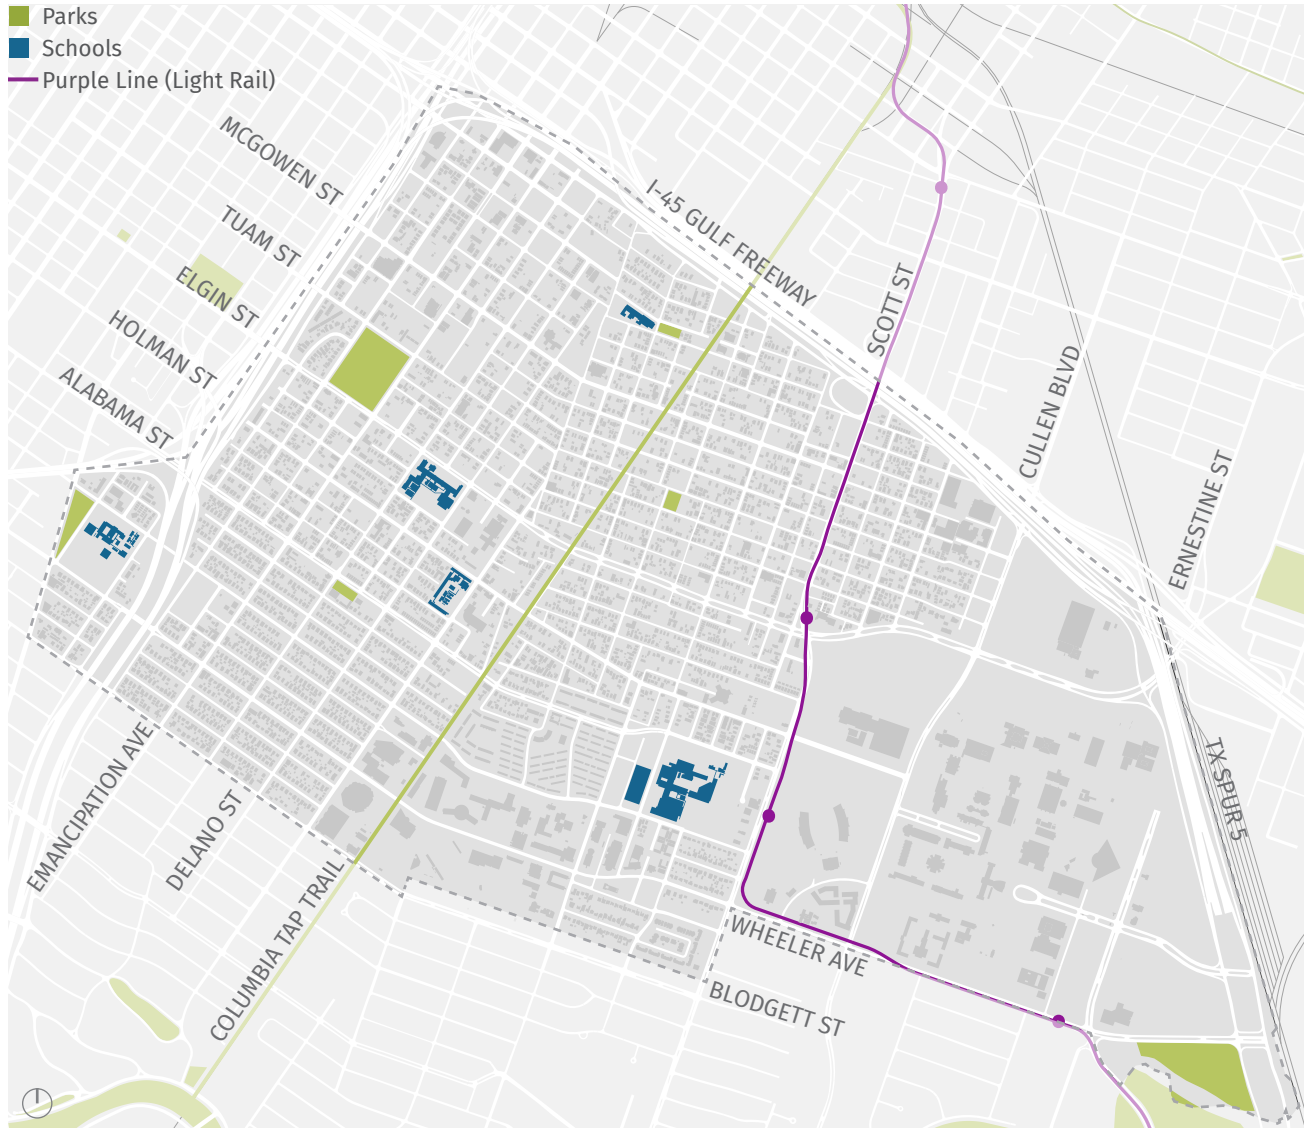 Parks
Schools
Purple Line (Light Rail)
MCGOWEN ST
TUAM ST
ELGIN ST
HOLMAN ST
ALABAMA ST
I-45 GULF FREEWAY
SCOTT ST
CULLEN BLVD
ERNESTINE ST
TX SPUR 5
EMANCIPATION AVE
DELANO ST
COLUMBIA TAP TRAIL
WHEELER AVE
BLODGETT ST